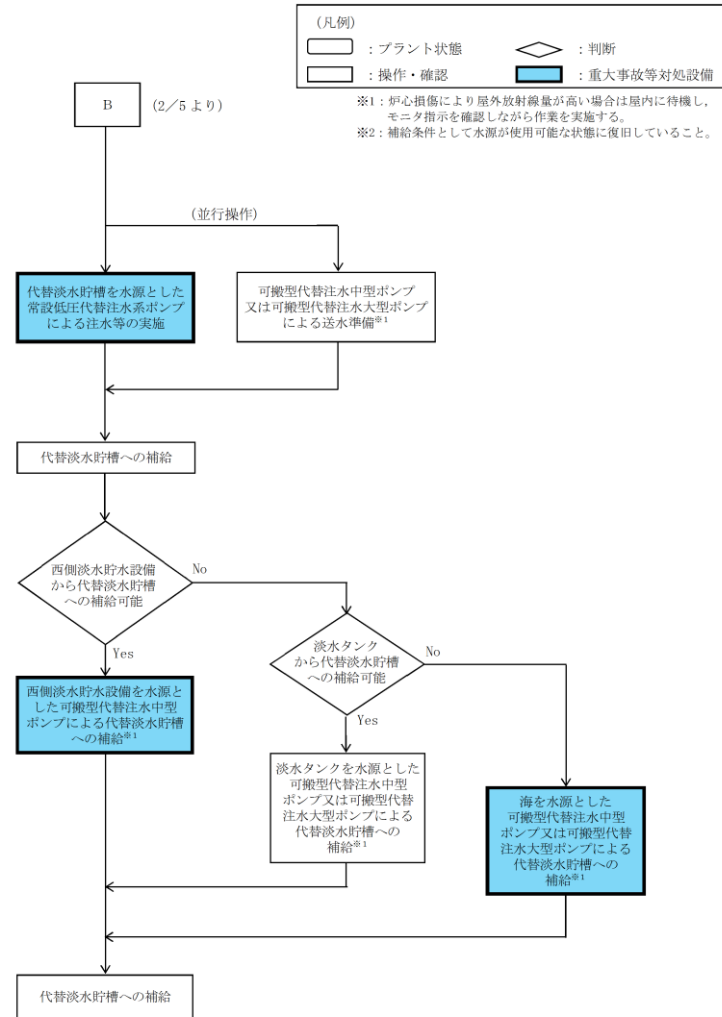 (凡例)
：プラント状態
：判断
：操作・確認
：重大事故等対処設備
※1：炉心損傷により屋外放射線量が高い場合は屋内に待機し，
モニタ指示を確認しながら作業を実施する。
※2：補給条件として水源が使用可能な状態に復旧していること。
B
(2／5 より)
(並行操作)
代替淡水貯槽を水源とした
常設低圧代替注水系ポンプ
による注水等の実施
可搬型代替注水中型ポンプ
又は可搬型代替注水大型ポンプ
による送水準備※1
代替淡水貯槽への補給
西側淡水貯水設備
から代替淡水貯槽
への補給可能
No
Yes
淡水タンク
から代替淡水貯槽
への補給可能
No
Yes
西側淡水貯水設備を水源と
した可搬型代替注水中型
ポンプによる代替淡水貯槽
への補給※1
淡水タンクを水源とした
可搬型代替注水中型
ポンプ又は可搬型代替
注水大型ポンプによる
代替淡水貯槽への
補給※1
海を水源とした
可搬型代替注水中型
ポンプ又は可搬型代替
注水大型ポンプによる
代替淡水貯槽への
補給※1
代替淡水貯槽への補給